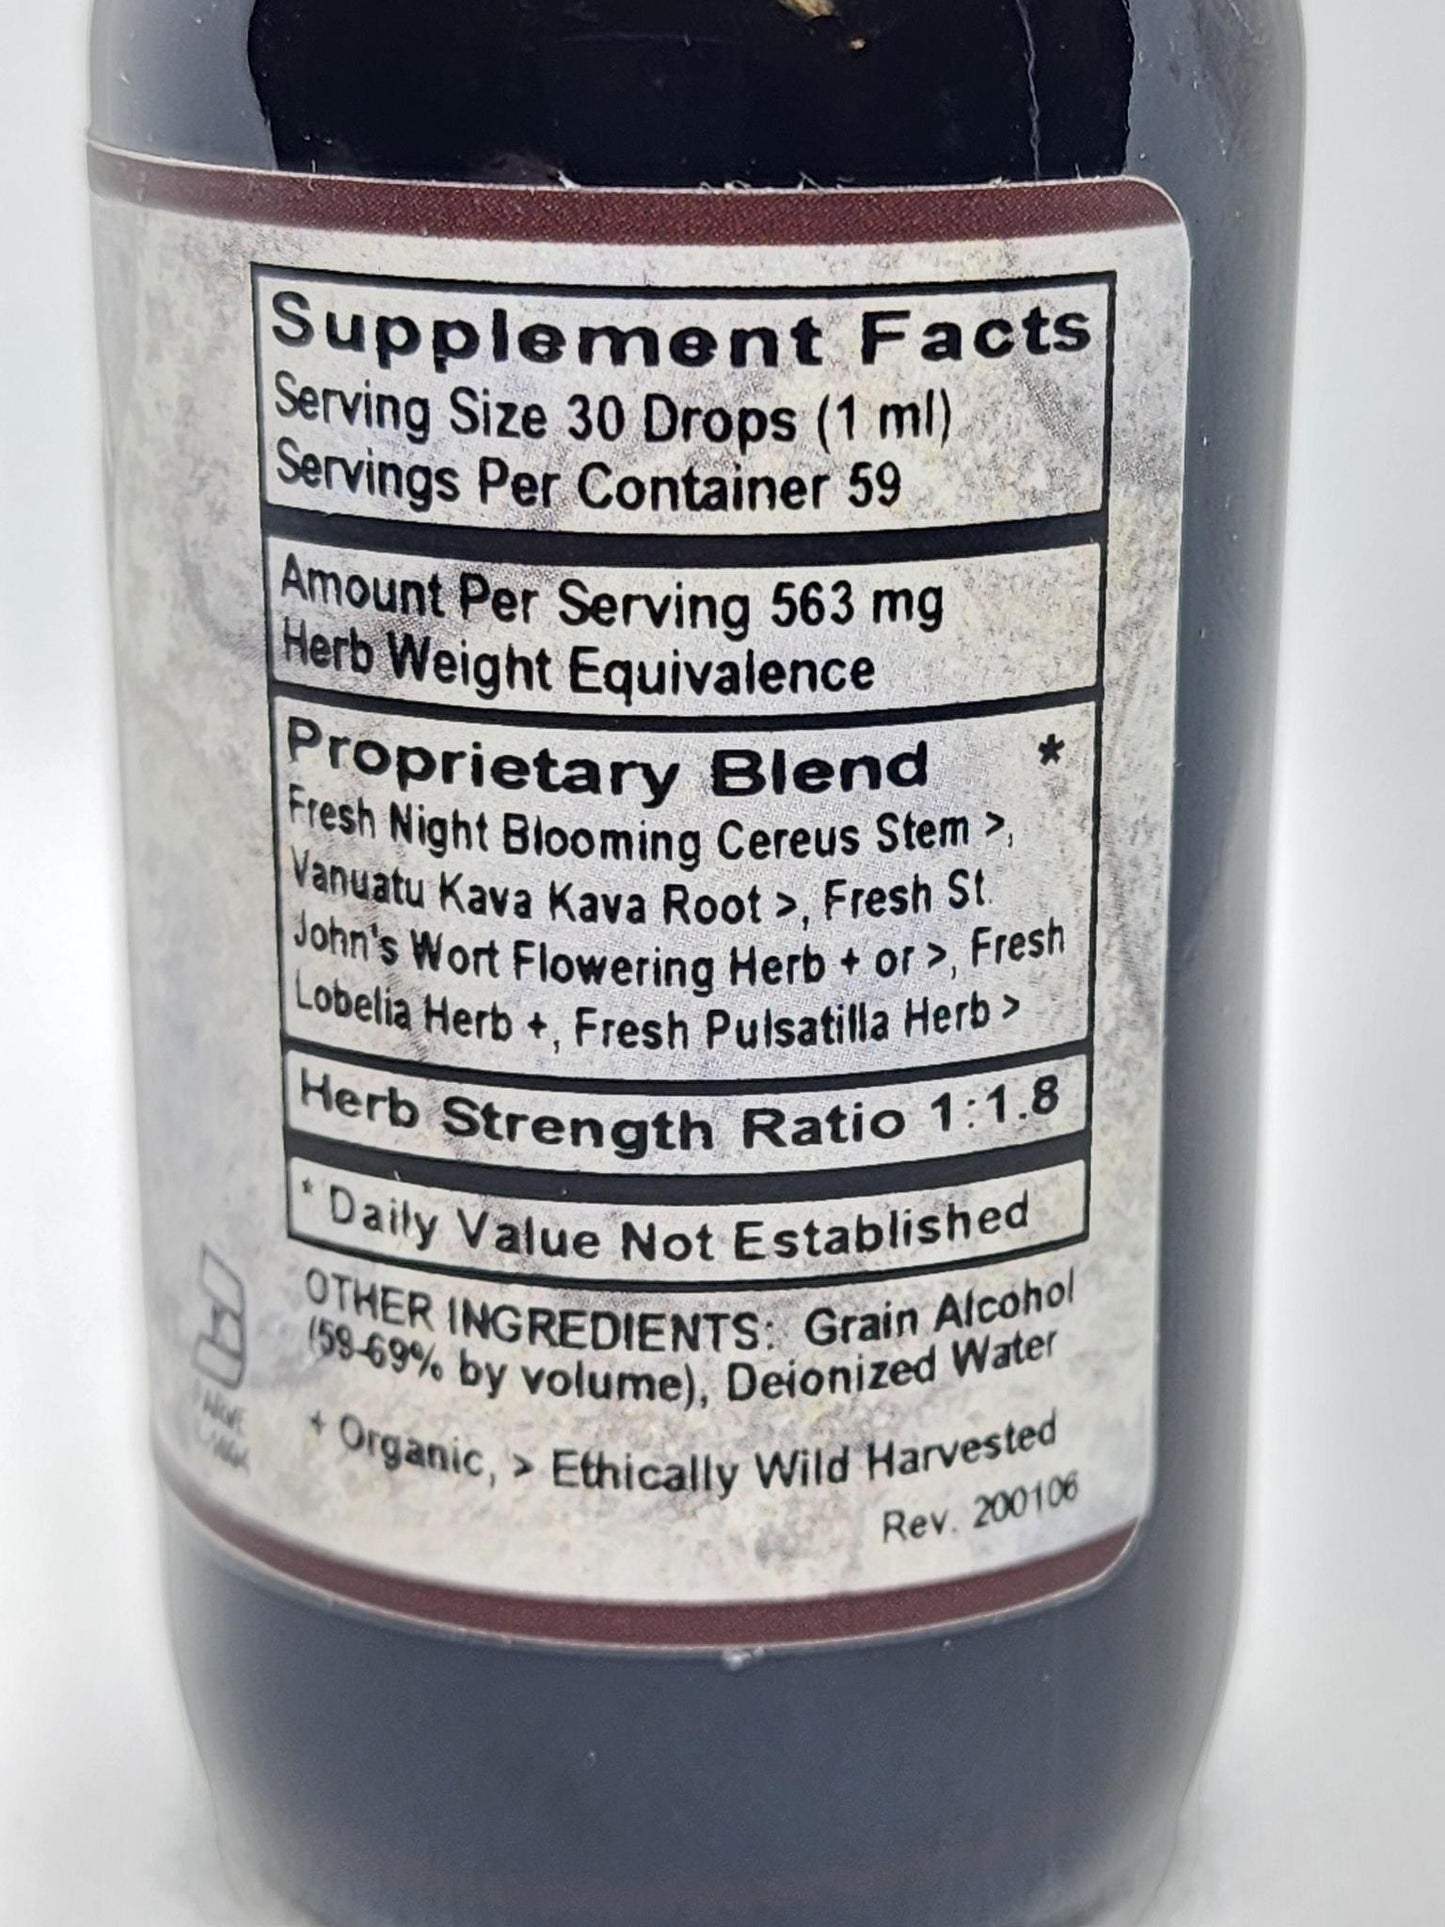 Supplement Facts
Serving Size 30 Drops (1 ml)
Servings Per Container 59
Amount Per Serving 563 mg
Herb Weight Equivalence
Proprietary Blend *
Fresh Night Blooming Cereus Stem >,
Vanuatu Kava Kava Root >, Fresh St.
John's Wort Flowering Herb + or >, Fresh
Lobelia Herb +, Fresh Pulsatilla Herb >
Herb Strength Ratio 1:1.8
* Daily Value Not Established
OTHER INGREDIENTS: Grain Alcohol
(59-69% by volume), Deionized Water
+ Organic, > Ethically Wild Harvested
Rev. 200106